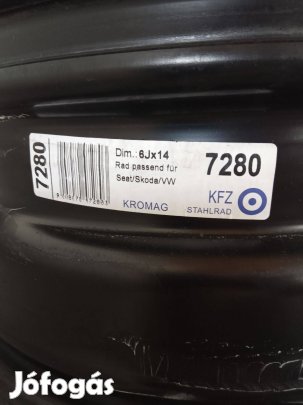 7280
Dim.: 6Jx14
Rad passend für
Seat/Skoda/VW
7280
KROMAG
KFZ
STAHLRAD
Jófogás